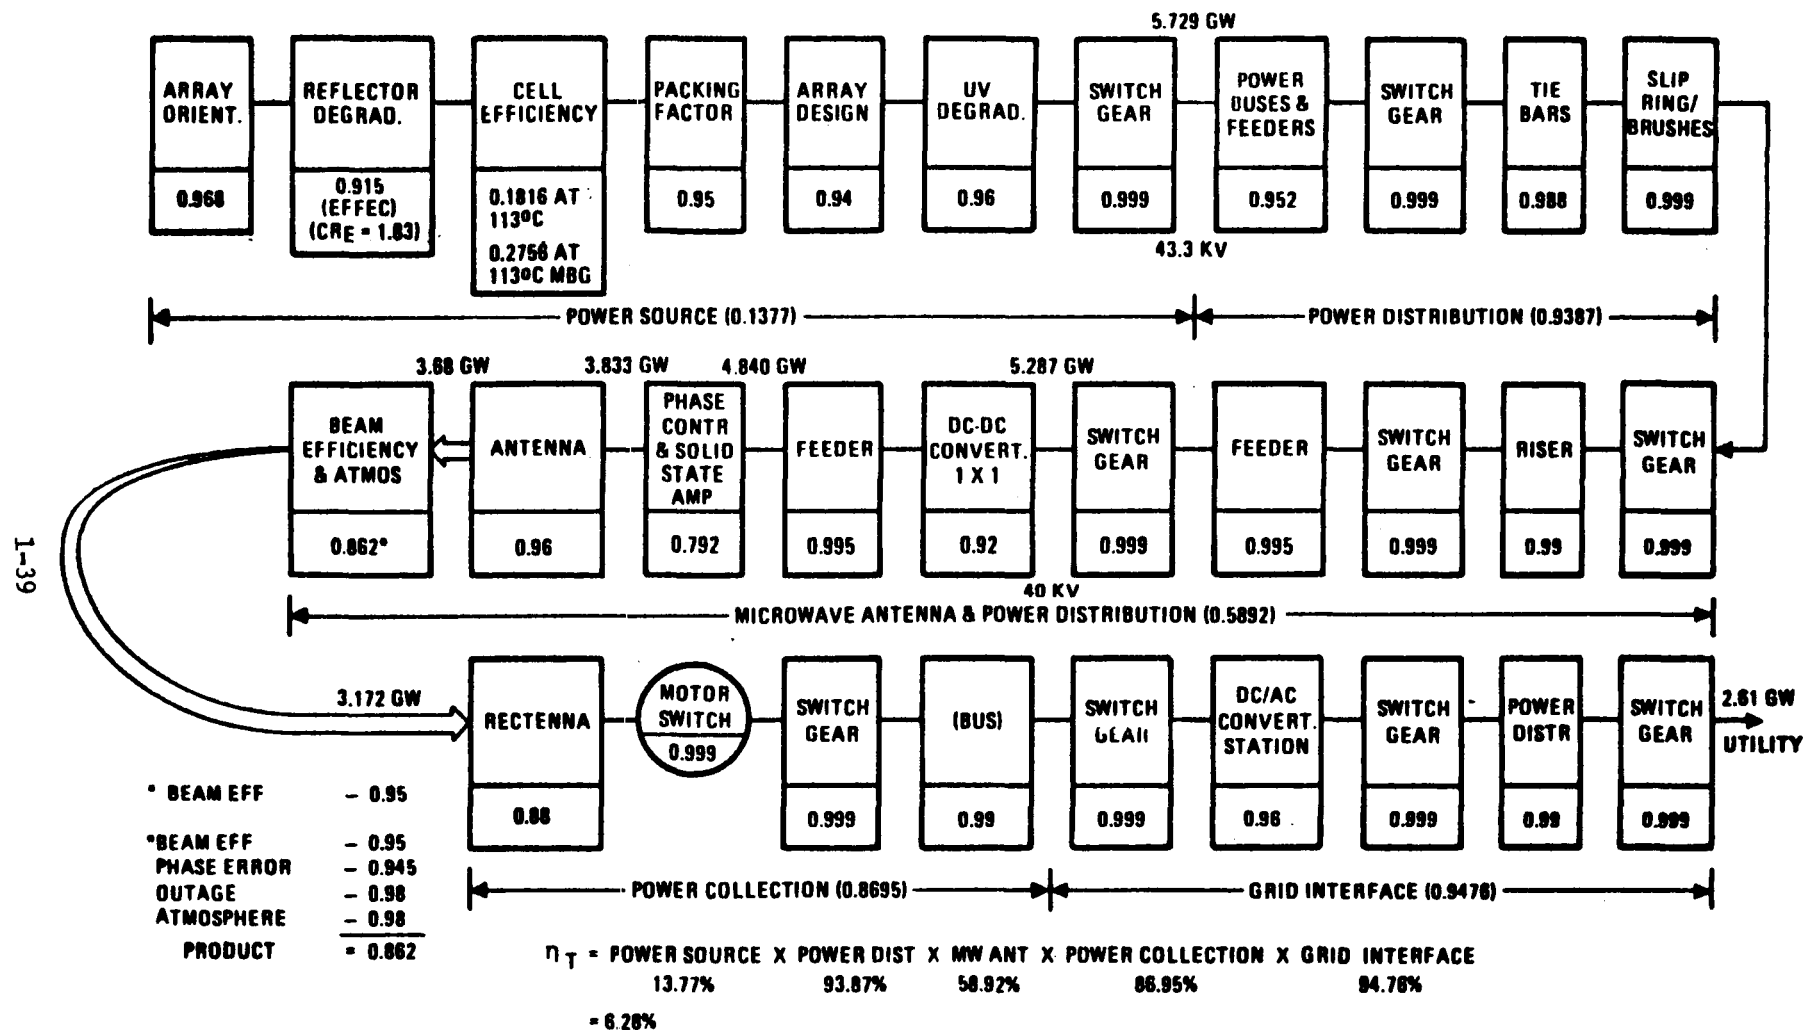 5.729 GW
ARRAY
ORIENT.
0.968
REFLECTOR
DEGRAD.
0.915
(EFFEC)
(CRE = 1.83)
CELL
EFFICIENCY
0.1816 AT
113ºC
0.2756 AT
113ºC MBG
PACKING
FACTOR
0.95
ARRAY
DESIGN
0.94
UV
DEGRAD.
0.96
SWITCH
GEAR
0.999
POWER
BUSES &
FEEDERS
0.952
SWITCH
GEAR
0.999
TIE
BARS
0.988
SLIP
RING/
BRUSHES
0.999
43.3 KV
POWER SOURCE (0.1377)
POWER DISTRIBUTION (0.9387)
3.68 GW
3.833 GW
4.840 GW
5.287 GW
BEAM
EFFICIENCY
& ATMOS
0.862*
ANTENNA
0.96
PHASE
CONTR
& SOLID
STATE
AMP
0.792
FEEDER
0.995
DC-DC
CONVERT.
1 X 1
0.92
SWITCH
GEAR
0.999
FEEDER
0.995
SWITCH
GEAR
0.999
RISER
0.99
SWITCH
GEAR
0.999
40 KV
MICROWAVE ANTENNA & POWER DISTRIBUTION (0.5892)
1-39
3.172 GW
RECTENNA
0.88
MOTOR
SWITCH
0.999
SWITCH
GEAR
0.999
(BUS)
0.99
SWITCH
GEAR
0.999
DC/AC
CONVERT.
STATION
0.96
SWITCH
GEAR
0.999
POWER
DISTR
0.99
SWITCH
GEAR
0.999
2.61 GW
UTILITY
POWER COLLECTION (0.8695)
GRID INTERFACE (0.9476)
* BEAM EFF - 0.95
*BEAM EFF - 0.95
PHASE ERROR - 0.945
OUTAGE - 0.98
ATMOSPHERE - 0.98
PRODUCT = 0.862
ηT = POWER SOURCE X POWER DIST X MW ANT X POWER COLLECTION X GRID INTERFACE
13.77% 93.87% 58.92% 86.95% 94.76%
= 6.28%